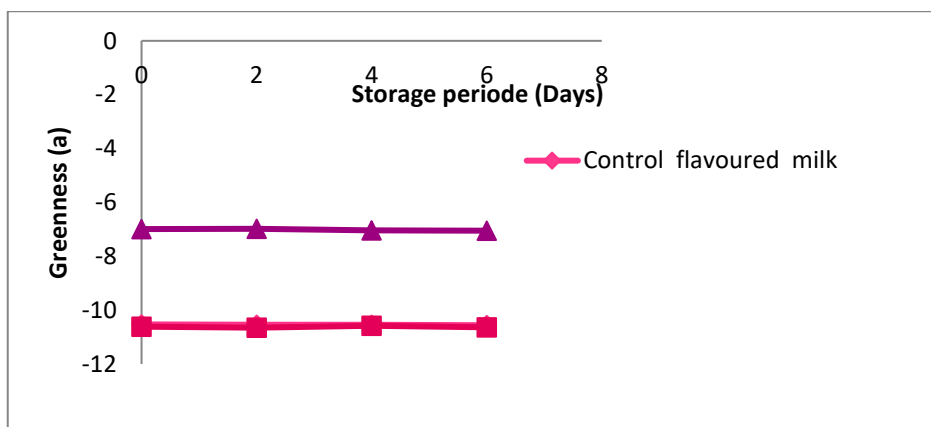 0
0 2 4 6 8
Storage periode (Days)
-2
-4
-6
-8
-10
-12
Greenness (a)
Control flavoured milk